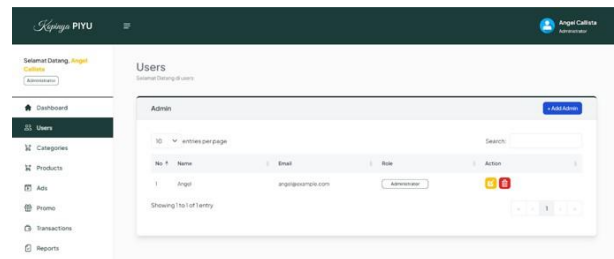 Kopinya PIYU
Angel Callista
Administrator
Selamat Datang, Angel
Callista
Administrator
Dashboard
Users
Categories
Products
Ads
Promo
Transactions
Reports
Users
Selamat Datang di users
Admin
+ Add Admin
10 entries per page
Search:
No Name Email Role Action
1 Angel angel@example.com Administrator
Showing 1 to 1 of 1 entry
« ‹ 1 › »